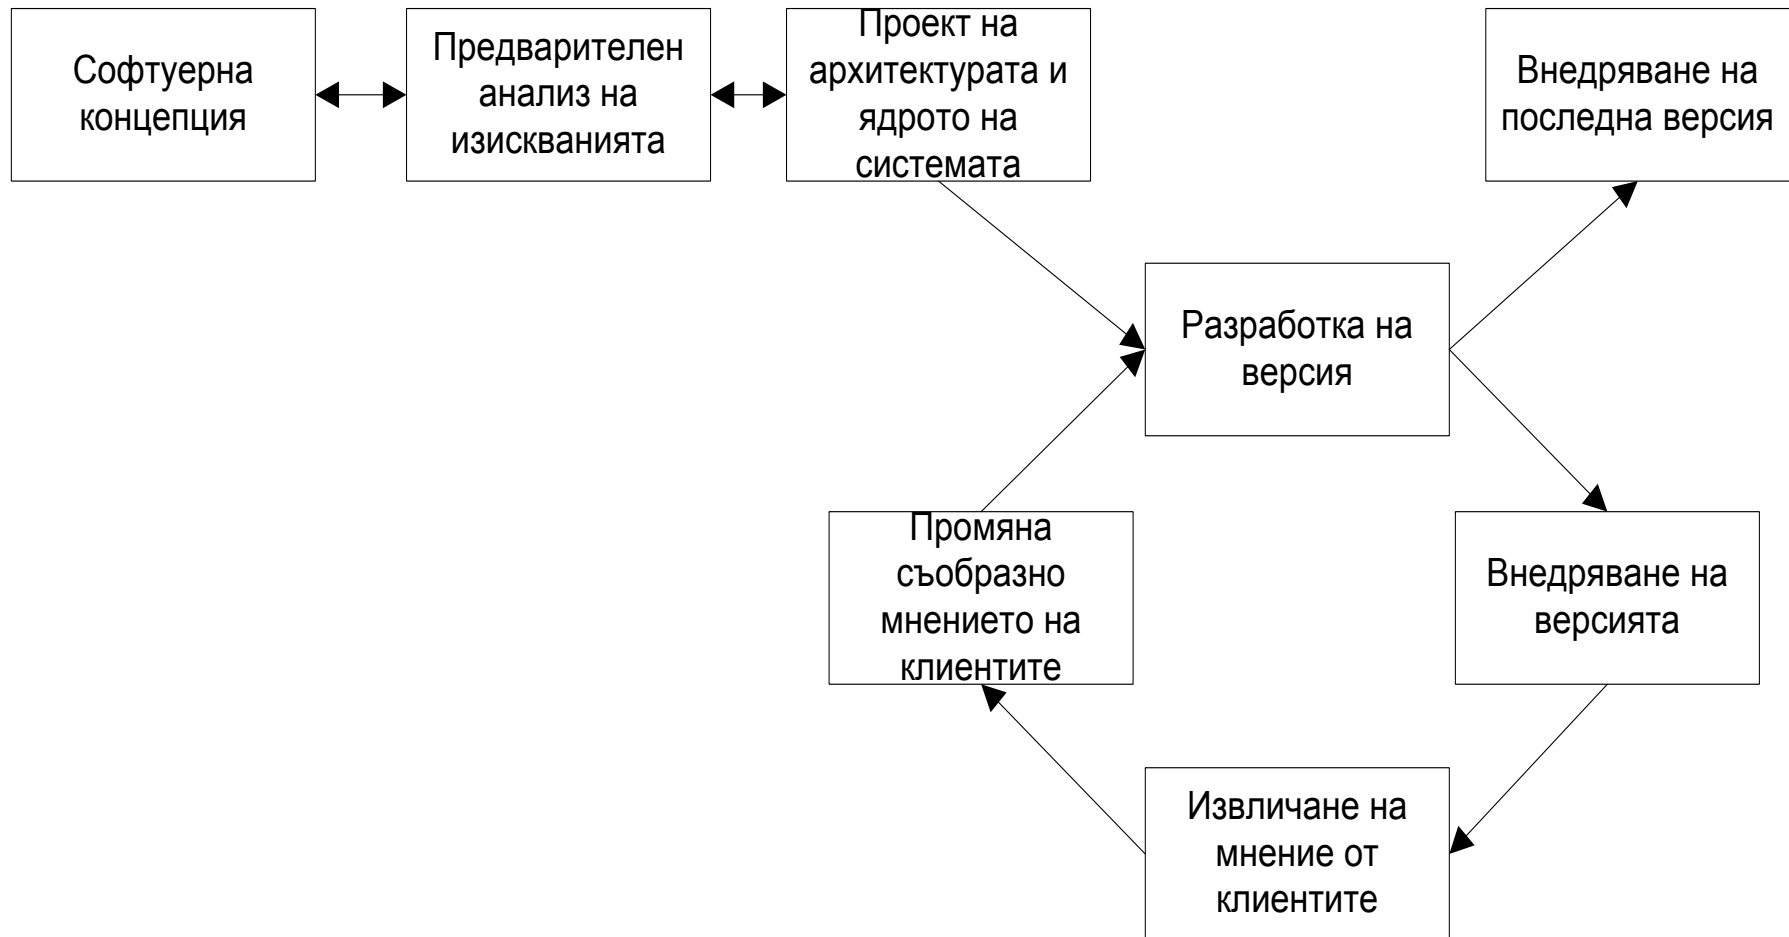 Софтуерна
концепция
Предварителен
анализ на
изискванията
Проект на
архитектурата и
ядрото на
системата
Внедряване на
последна версия
Разработка на
версия
Промяна
съобразно
мнението на
клиентите
Внедряване на
версията
Извличане на
мнение от
клиентите